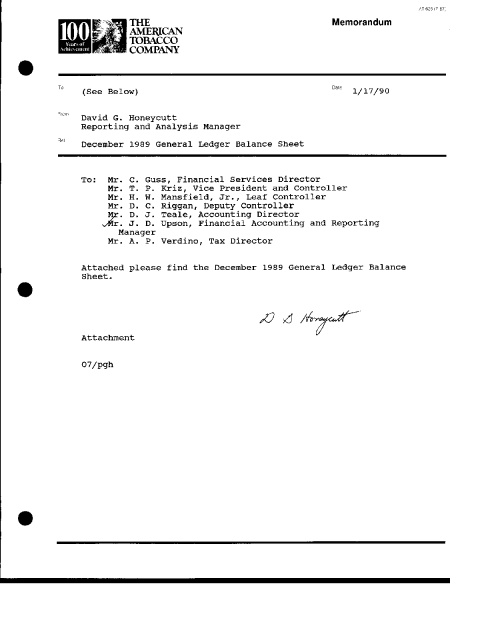 Memorandum
100
Years of
Achievement
THE
AMERICAN
TOBACCO
COMPANY
To
(See Below)
Date
1/17/90
From
David G. Honeycutt
Reporting and Analysis Manager
Re:
December 1989 General Ledger Balance Sheet
To: Mr. C. Guss, Financial Services Director
Mr. T. P. Kriz, Vice President and Controller
Mr. H. W. Mansfield, Jr., Leaf Controller
Mr. D. C. Riggan, Deputy Controller
Mr. D. J. Teale, Accounting Director
Mr. J. D. Upson, Financial Accounting and Reporting
Manager
Mr. A. P. Verdino, Tax Director
Attached please find the December 1989 General Ledger Balance
Sheet.
D G Honeycutt
Attachment
07/pgh